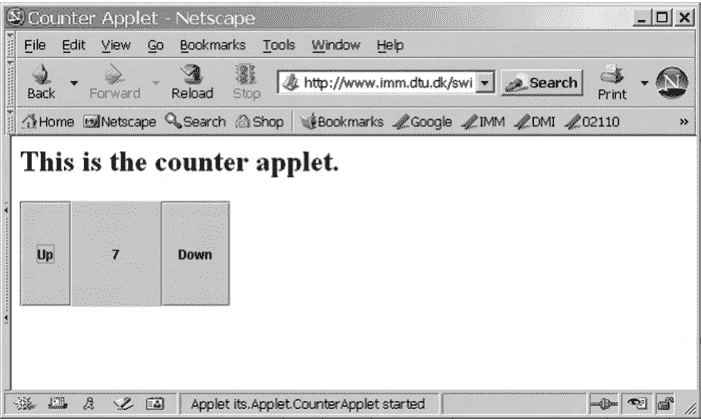 Counter Applet - Netscape
File Edit View Go Bookmarks Tools Window Help
Back Forward Reload Stop http://www.imm.dtu.dk/swi Search Print N
Home Netscape Search Shop Bookmarks Google IMM DMI 02110 »
This is the counter applet.
Up 7 Down
Applet its.Applet.CounterApplet started